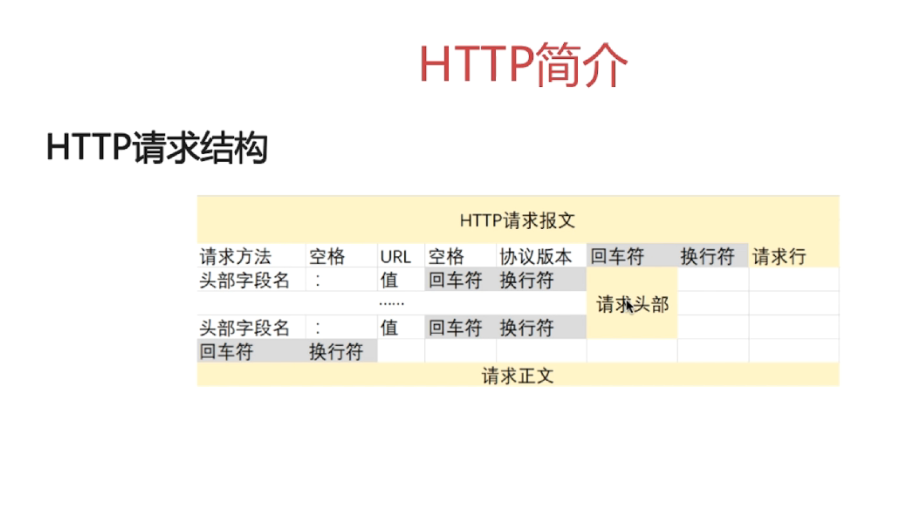 HTTP简介
HTTP请求结构
HTTP请求报文
请求方法 空格 URL 空格 协议版本 回车符 换行符 请求行
头部字段名 : 值 回车符 换行符
......
请求头部
头部字段名 : 值 回车符 换行符
回车符 换行符
请求正文